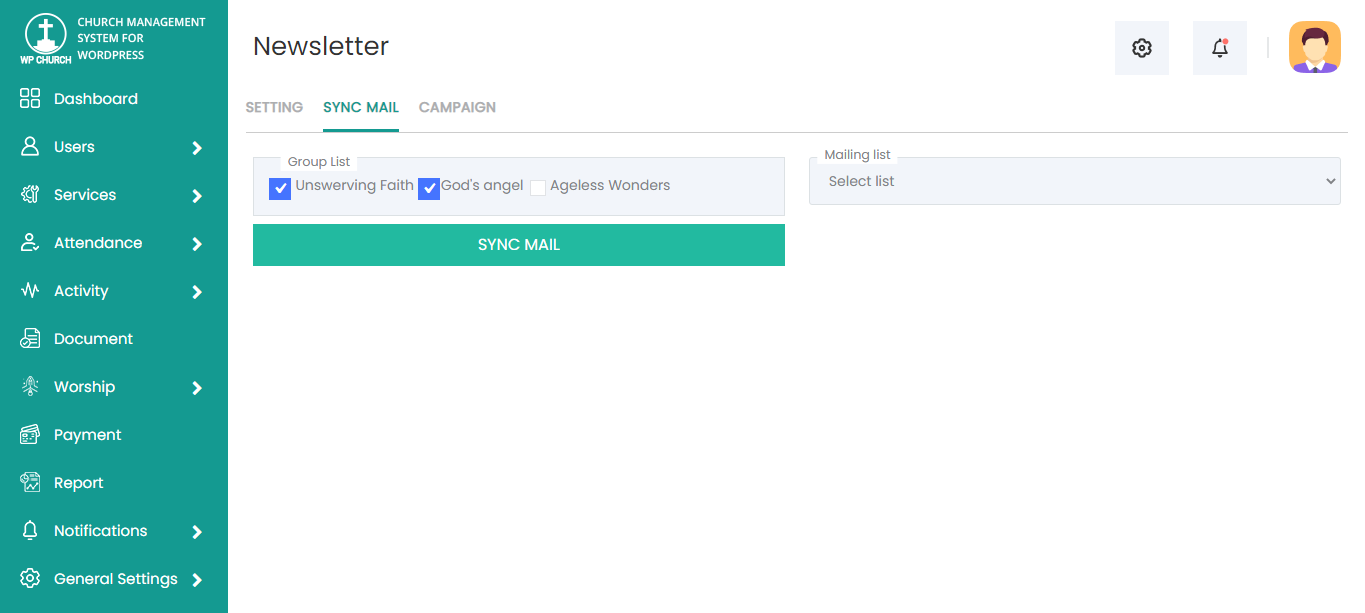 CHURCH MANAGEMENT
SYSTEM FOR
WORDPRESS
WP CHURCH
Dashboard
Users
Services
Attendance
Activity
Document
Worship
Payment
Report
Notifications
General Settings
Newsletter
SETTING SYNC MAIL CAMPAIGN
Group List
Unswerving Faith God's angel Ageless Wonders
SYNC MAIL
Mailing list
Select list